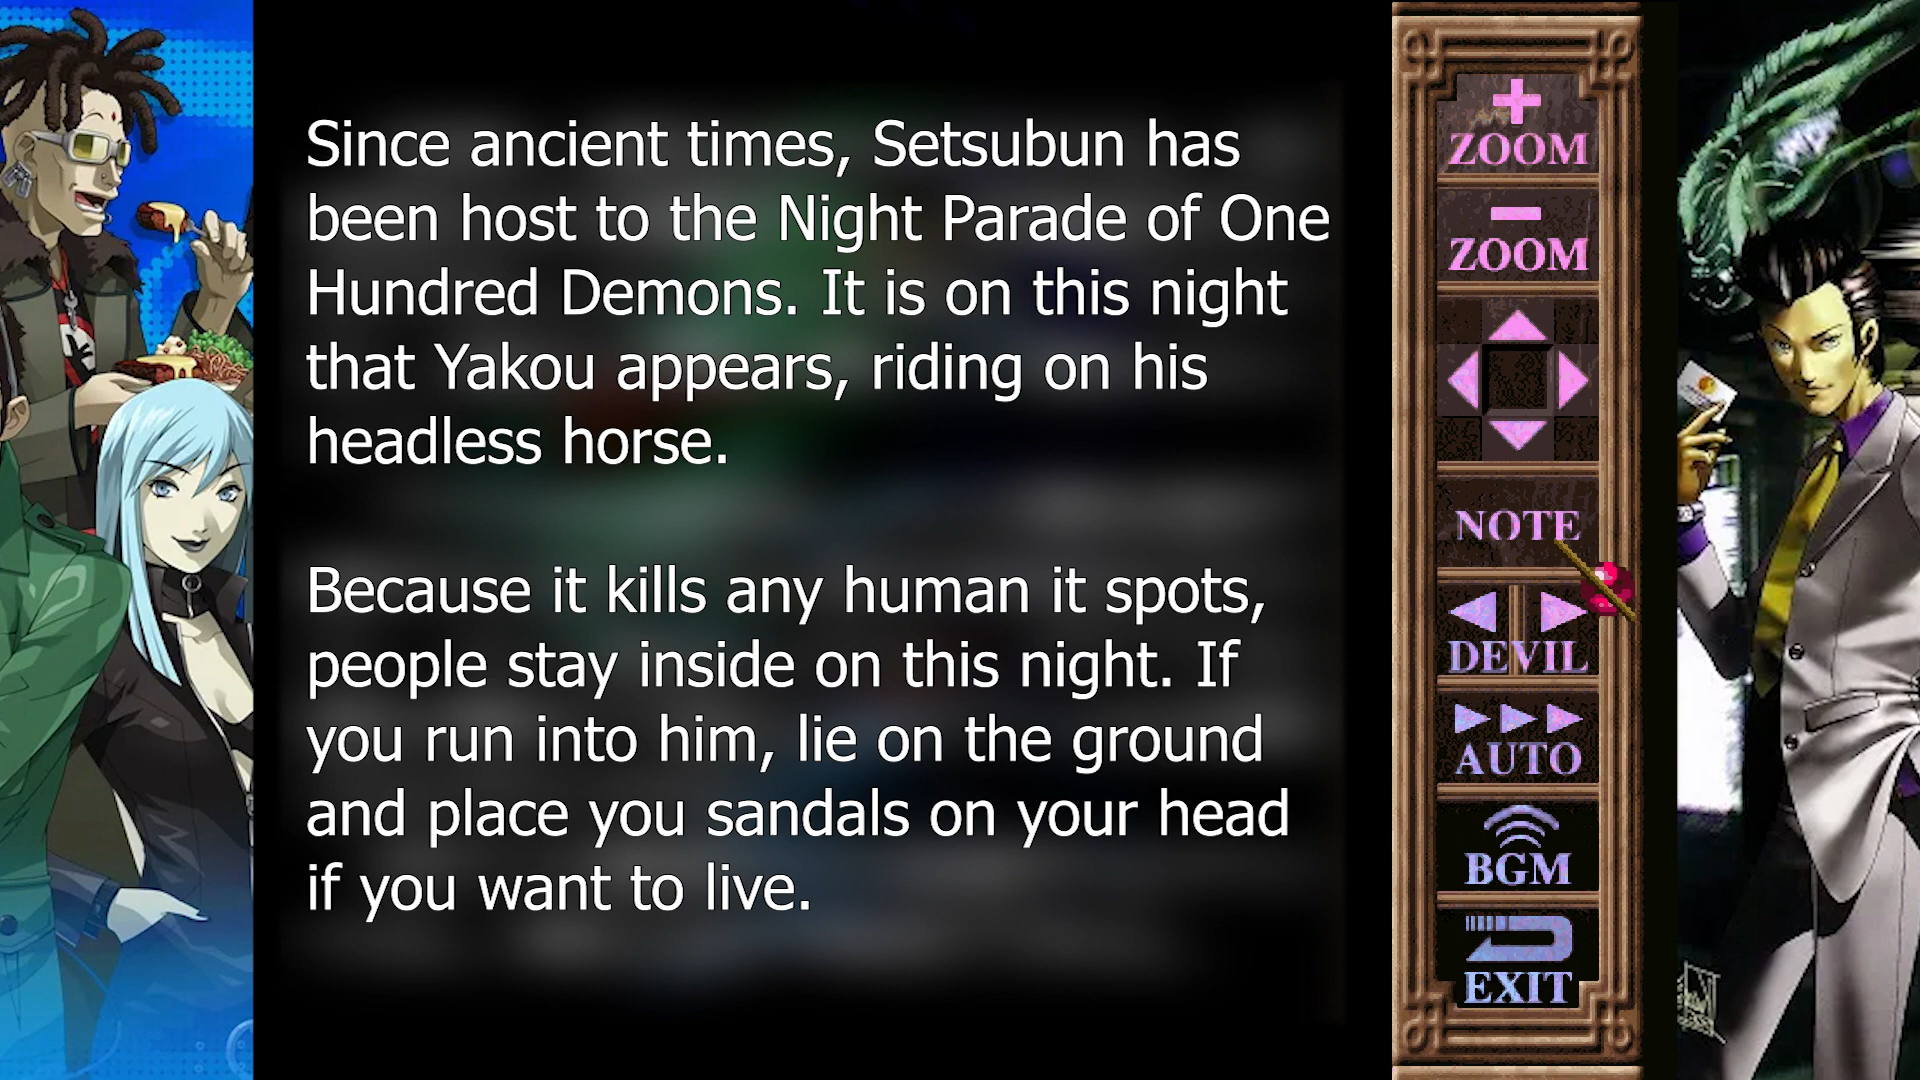 Since ancient times, Setsubun has
been host to the Night Parade of One
Hundred Demons. It is on this night
that Yakou appears, riding on his
headless horse.
Because it kills any human it spots,
people stay inside on this night. If
you run into him, lie on the ground
and place you sandals on your head
if you want to live.
ZOOM
ZOOM
NOTE
DEVIL
AUTO
BGM
EXIT